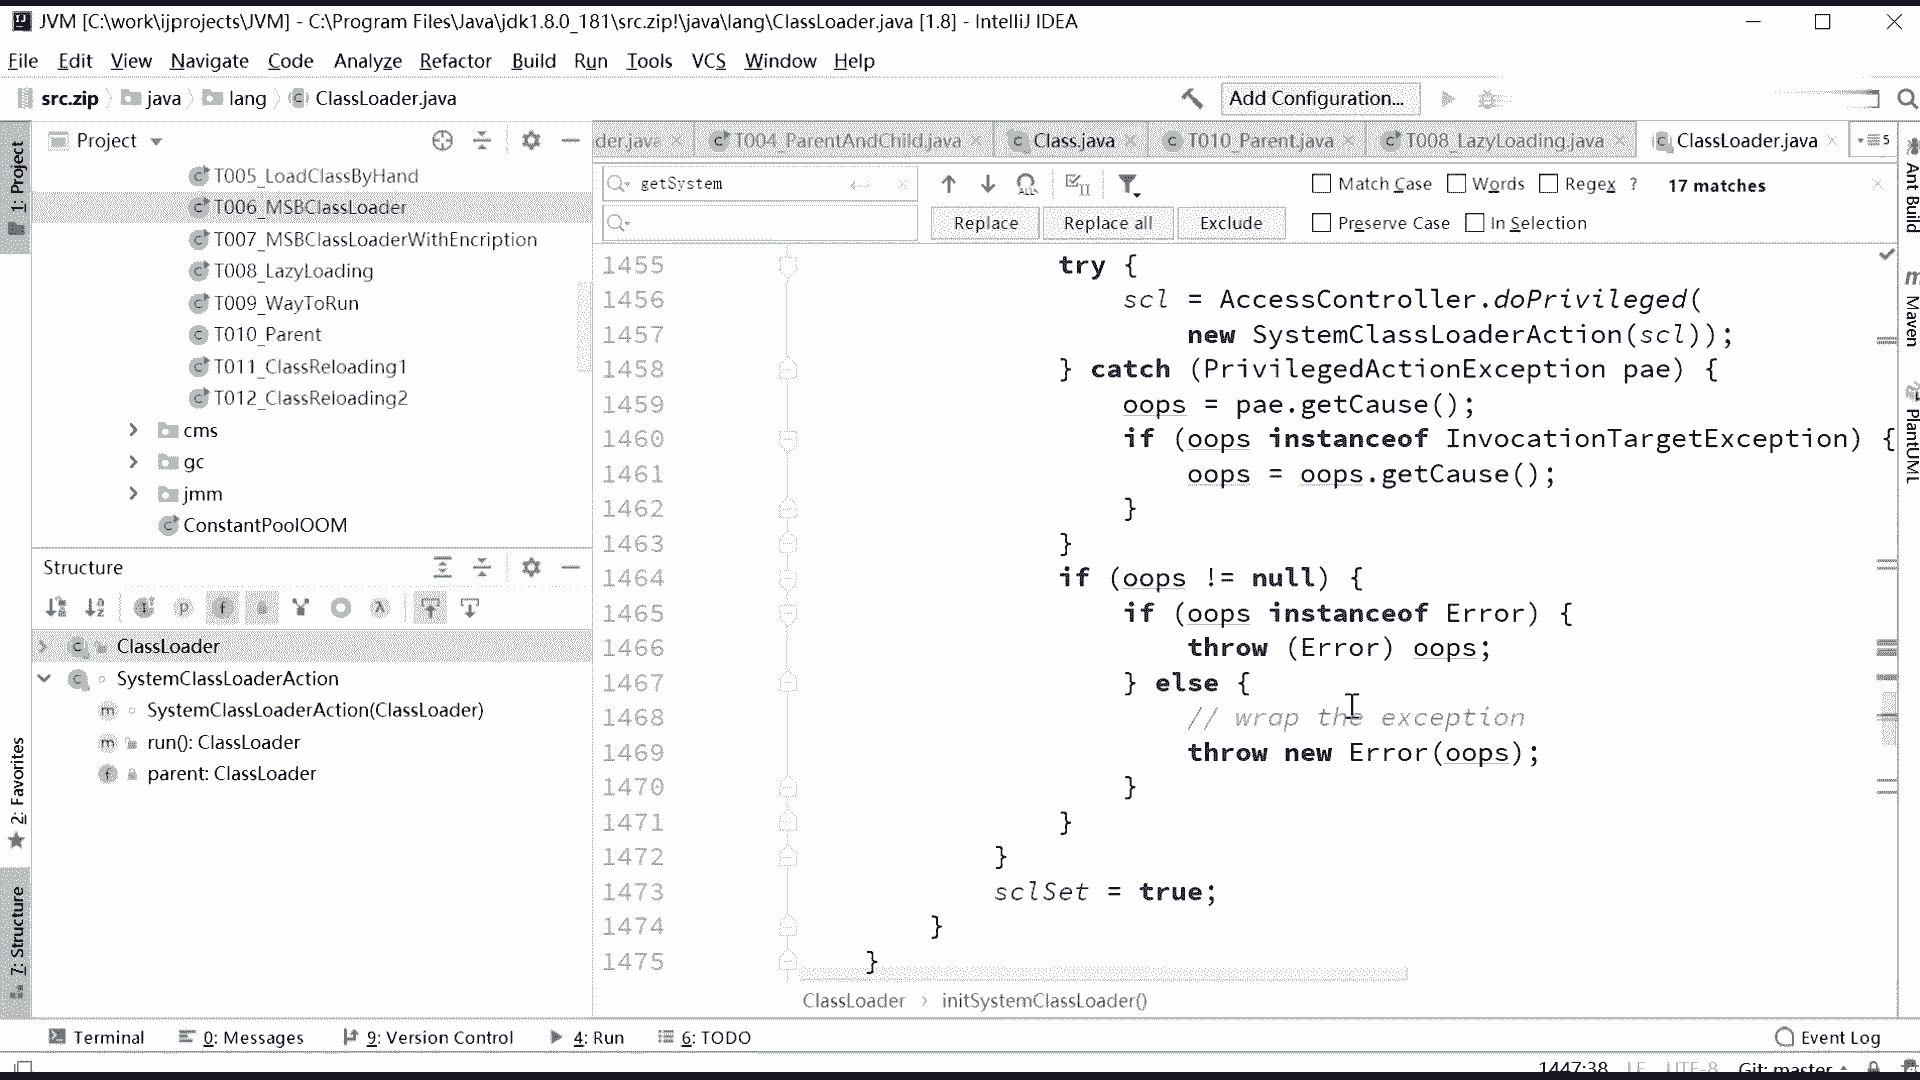 JVM [C:\work\ijprojects\JVM] - C:\Program Files\Java\jdk1.8.0_181\src.zip!\java\lang\ClassLoader.java [1.8] - IntelliJ IDEA
File Edit View Navigate Code Analyze Refactor Build Run Tools VCS Window Help
src.zip java lang ClassLoader.java Add Configuration...
Project
der.java T004_ParentAndChild.java Class.java T010_Parent.java T008_LazyLoading.java ClassLoader.java 5
1: Project
T005_LoadClassByHand
T006_MSBClassLoader
T007_MSBClassLoaderWithEncription
T008_LazyLoading
T009_WayToRun
T010_Parent
T011_ClassReloading1
T012_ClassReloading2
cms
gc
jmm
ConstantPoolOOM
Structure
ClassLoader
SystemClassLoaderAction
SystemClassLoaderAction(ClassLoader)
run(): ClassLoader
parent: ClassLoader
2: Favorites
7: Structure
getSystem Match Case Words Regex ? 17 matches
Replace Replace all Exclude Preserve Case In Selection
1455 try {
1456 scl = AccessController.doPrivileged(
1457 new SystemClassLoaderAction(scl));
1458 } catch (PrivilegedActionException pae) {
1459 oops = pae.getCause();
1460 if (oops instanceof InvocationTargetException) {
1461 oops = oops.getCause();
1462 }
1463 }
1464 if (oops != null) {
1465 if (oops instanceof Error) {
1466 throw (Error) oops;
1467 } else {
1468 // wrap the exception
1469 throw new Error(oops);
1470 }
1471 }
1472 }
1473 sclSet = true;
1474 }
1475 }
ClassLoader › initSystemClassLoader()
Ant Build
Maven
PlantUML
Terminal 0: Messages 9: Version Control 4: Run 6: TODO Event Log
1447:38 LF UTF-8 Git: master